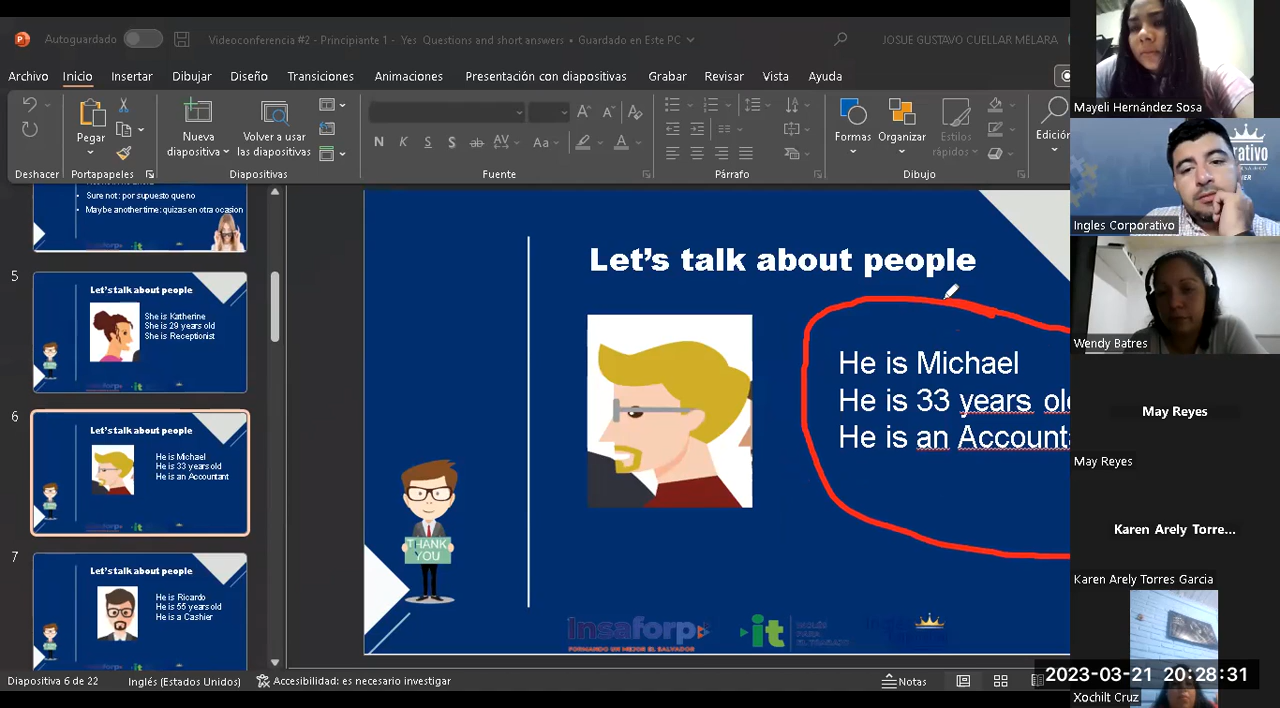 Autoguardado
Videoconferencia #2 - Principiante 1 - Yes Questions and short answers • Guardado en Este PC
JOSUE GUSTAVO CUELLAR MELARA
Archivo Inicio Insertar Dibujar Diseño Transiciones Animaciones Presentación con diapositivas Grabar Revisar Vista Ayuda
Pegar
Nueva diapositiva
Volver a usar las diapositivas
N K S S ab AV Aa A
Formas Organizar Estilos rápidos Edición
Deshacer Portapapeles Diapositivas Fuente Párrafo Dibujo
Sure not: por supuesto que no
Maybe another time: quizas en otra ocasion
5
Let's talk about people
She is Katherine
She is 29 years old
She is Receptionist
6
Let's talk about people
He is Michael
He is 33 years old
He is an Accountant
7
Let's talk about people
He is Ricardo
He is 55 years old
He is a Cashier
Let's talk about people
He is Michael
He is 33 years
He is an
THANK
YOU
Insaforp
FORMANDO UN MEJOR EL SALVADOR
it
INGLÉS
PARA
EL TRABAJO
Diapositiva 6 de 22
Inglés (Estados Unidos)
Accesibilidad: es necesario investigar
Notas
Mayeli Hernández Sosa
Ingles Corporativo
Wendy Batres
May Reyes
May Reyes
Karen Arely Torre...
Karen Arely Torres Garcia
2023-03-21 20:28:31
Xochilt Cruz